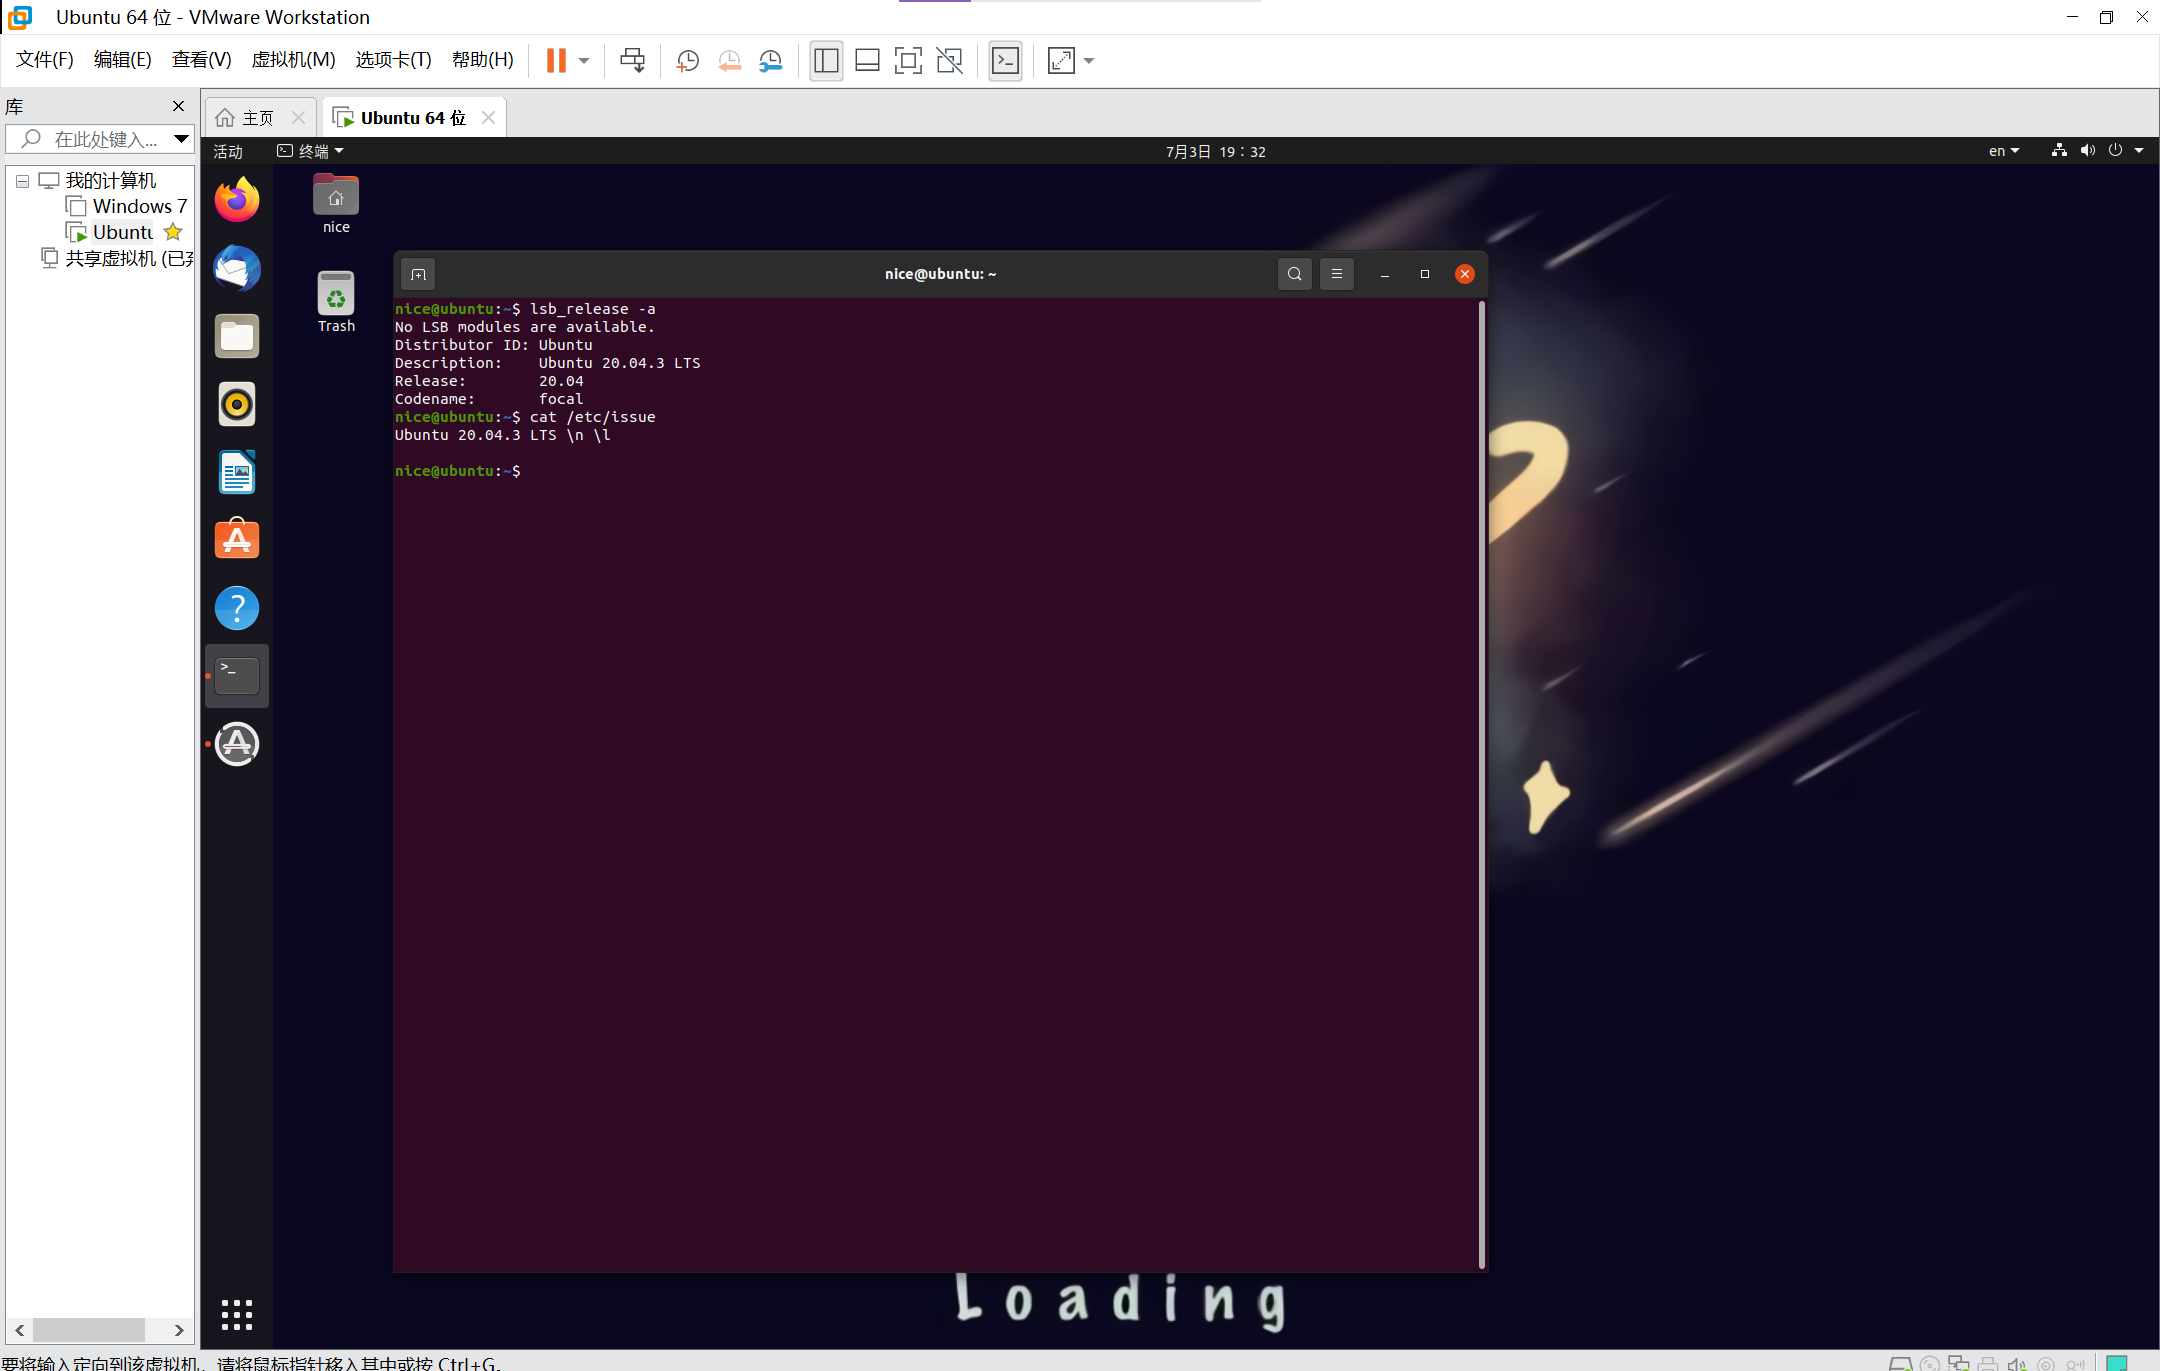 Ubuntu 64 位 - VMware Workstation
文件(F) 编辑(E) 查看(V) 虚拟机(M) 选项卡(T) 帮助(H)
库
在此处键入...
我的计算机
Windows 7
Ubuntu
共享虚拟机 (已
主页
Ubuntu 64 位
活动 终端 7月3日 19：32 en
nice
Trash
nice@ubuntu: ~
nice@ubuntu:~$ lsb_release -a
No LSB modules are available.
Distributor ID: Ubuntu
Description: Ubuntu 20.04.3 LTS
Release: 20.04
Codename: focal
nice@ubuntu:~$ cat /etc/issue
Ubuntu 20.04.3 LTS \n \l
nice@ubuntu:~$
Loading
要将输入定向到该虚拟机，请将鼠标指针移入其中或按 Ctrl+G。